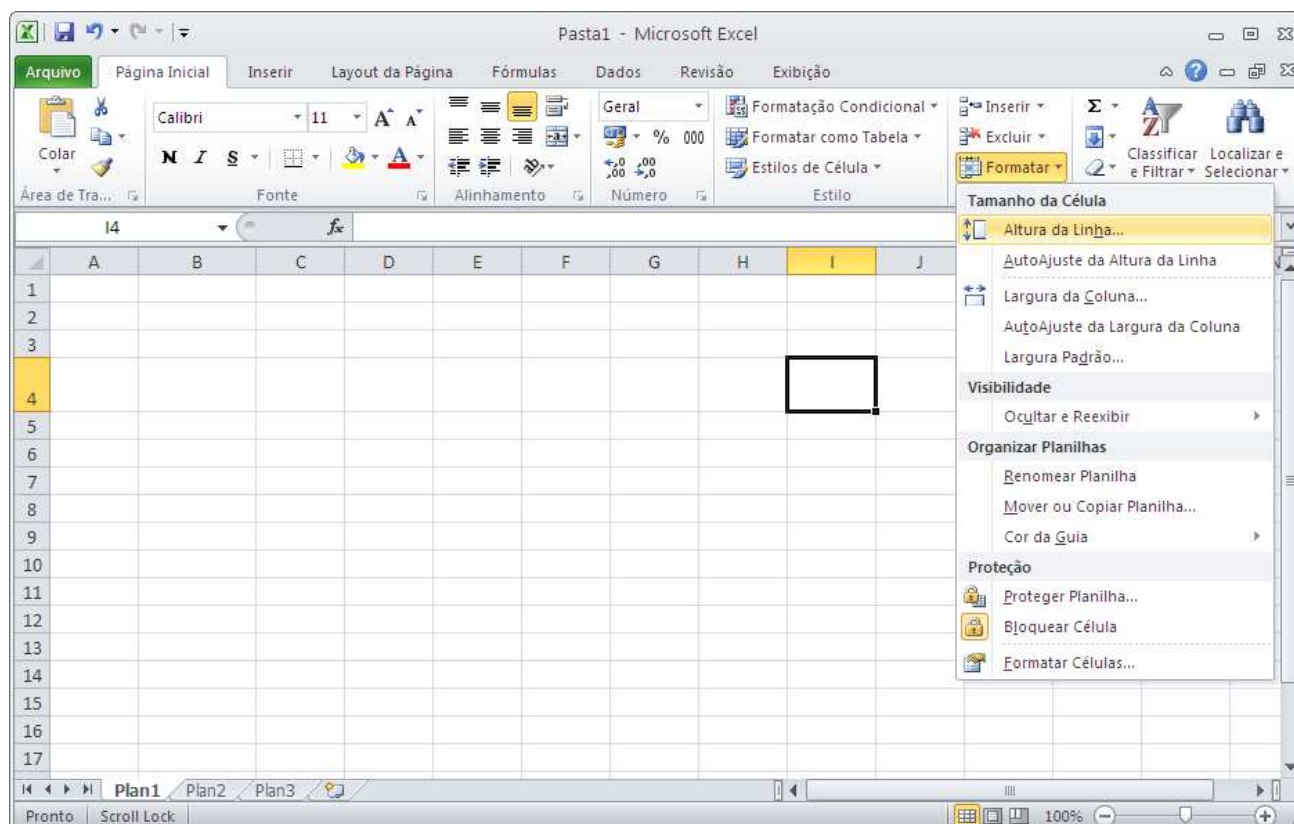 Pasta1 - Microsoft Excel
Arquivo Página Inicial Inserir Layout da Página Fórmulas Dados Revisão Exibição
Calibri 11 A A Geral Formatação Condicional Inserir Σ
% 000 Formatar como Tabela Excluir
Colar N I S A ,00 ,00 Estilos de Célula Formatar Classificar e Filtrar Localizar e Selecionar
Área de Tra... Fonte Alinhamento Número Estilo
Tamanho da Célula
I4 fx
Altura da Linha...
A B C D E F G H I J
AutoAjuste da Altura da Linha
Largura da Coluna...
AutoAjuste da Largura da Coluna
Largura Padrão...
Visibilidade
Ocultar e Reexibir
Organizar Planilhas
Renomear Planilha
Mover ou Copiar Planilha...
Cor da Guia
Proteção
Proteger Planilha...
Bloquear Célula
Formatar Células...
1
2
3
4
5
6
7
8
9
10
11
12
13
14
15
16
17
Plan1 Plan2 Plan3
Pronto Scroll Lock 100%